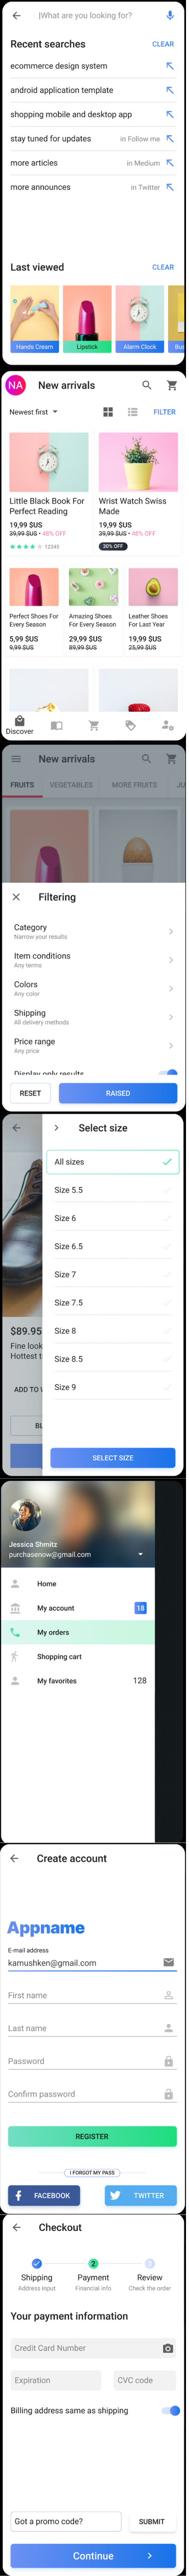 What are you looking for?
Recent searches
CLEAR
ecommerce design system
android application template
shopping mobile and desktop app
stay tuned for updates
in Follow me
more articles
in Medium
more announces
in Twitter
Last viewed
CLEAR
Hands Cream
Lipstick
Alarm Clock
NA
New arrivals
Newest first
FILTER
Little Black Book For
Perfect Reading
19,99 $US
39,99 $US • 48% OFF
12345
Wrist Watch Swiss
Made
19,99 $US
39,99 $US • 48% OFF
30% OFF
Perfect Shoes For
Every Season
5,99 $US
9,99 $US
Amazing Shoes
For Every Season
29,99 $US
89,99 $US
Leather Shoes
For Last Year
19,99 $US
25,99 $US
Discover
New arrivals
FRUITS
VEGETABLES
MORE FRUITS
JU
Filtering
Category
Narrow your results
Item conditions
Any terms
Colors
Any color
Shipping
All delivery methods
Price range
Any price
Display only results
RESET
RAISED
Select size
All sizes
Size 5.5
Size 6
Size 6.5
Size 7
Size 7.5
Size 8
Size 8.5
Size 9
$89.95
Fine look
Hottest t
ADD TO
SELECT SIZE
Jessica Shmitz
purchasenow@gmail.com
Home
My account
18
My orders
Shopping cart
My favorites
128
Create account
Appname
E-mail address
kamushken@gmail.com
First name
Last name
Password
Confirm password
REGISTER
I FORGOT MY PASS
FACEBOOK
TWITTER
Checkout
2
Shipping
Payment
Review
Address input
Financial info
Check the order
Your payment information
Credit Card Number
Expiration
CVC code
Billing address same as shipping
Got a promo code?
SUBMIT
Continue